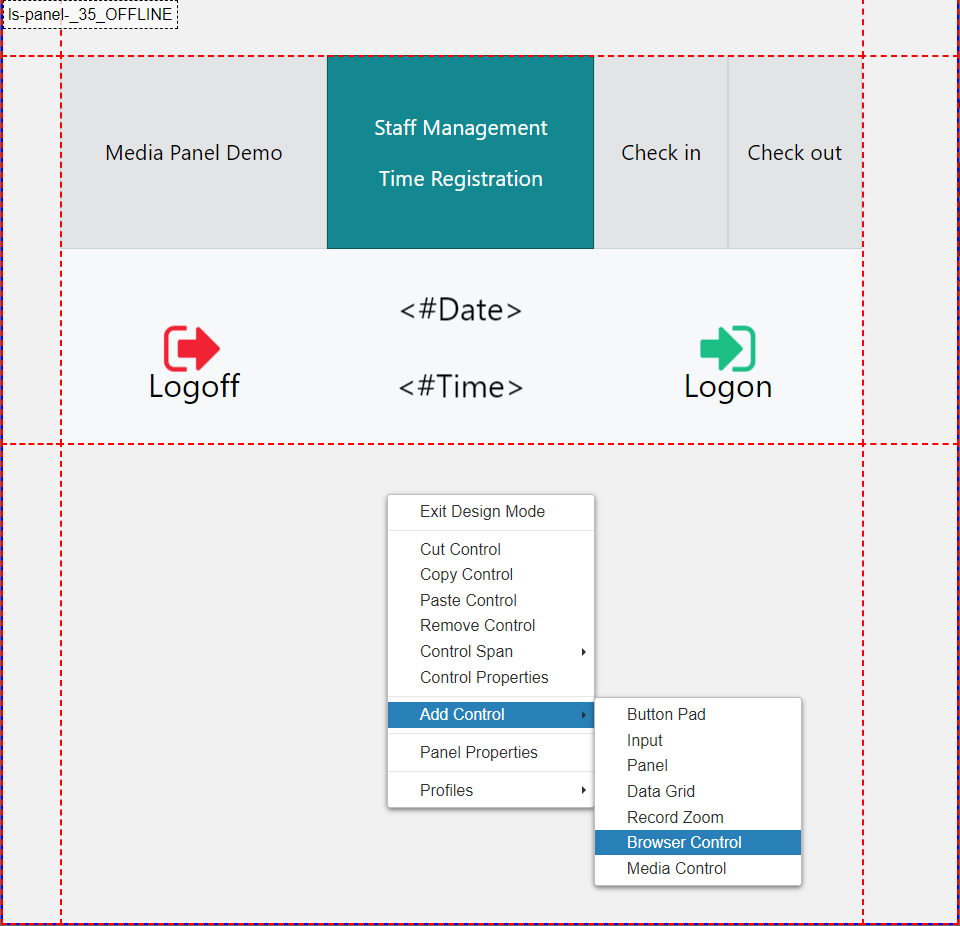 ls-panel-_35_OFFLINE
Media Panel Demo
Staff Management
Time Registration
Check in
Check out
<#Date>
Logoff
<#Time>
Logon
Exit Design Mode
Cut Control
Copy Control
Paste Control
Remove Control
Control Span
Control Properties
Add Control
Panel Properties
Profiles
Button Pad
Input
Panel
Data Grid
Record Zoom
Browser Control
Media Control